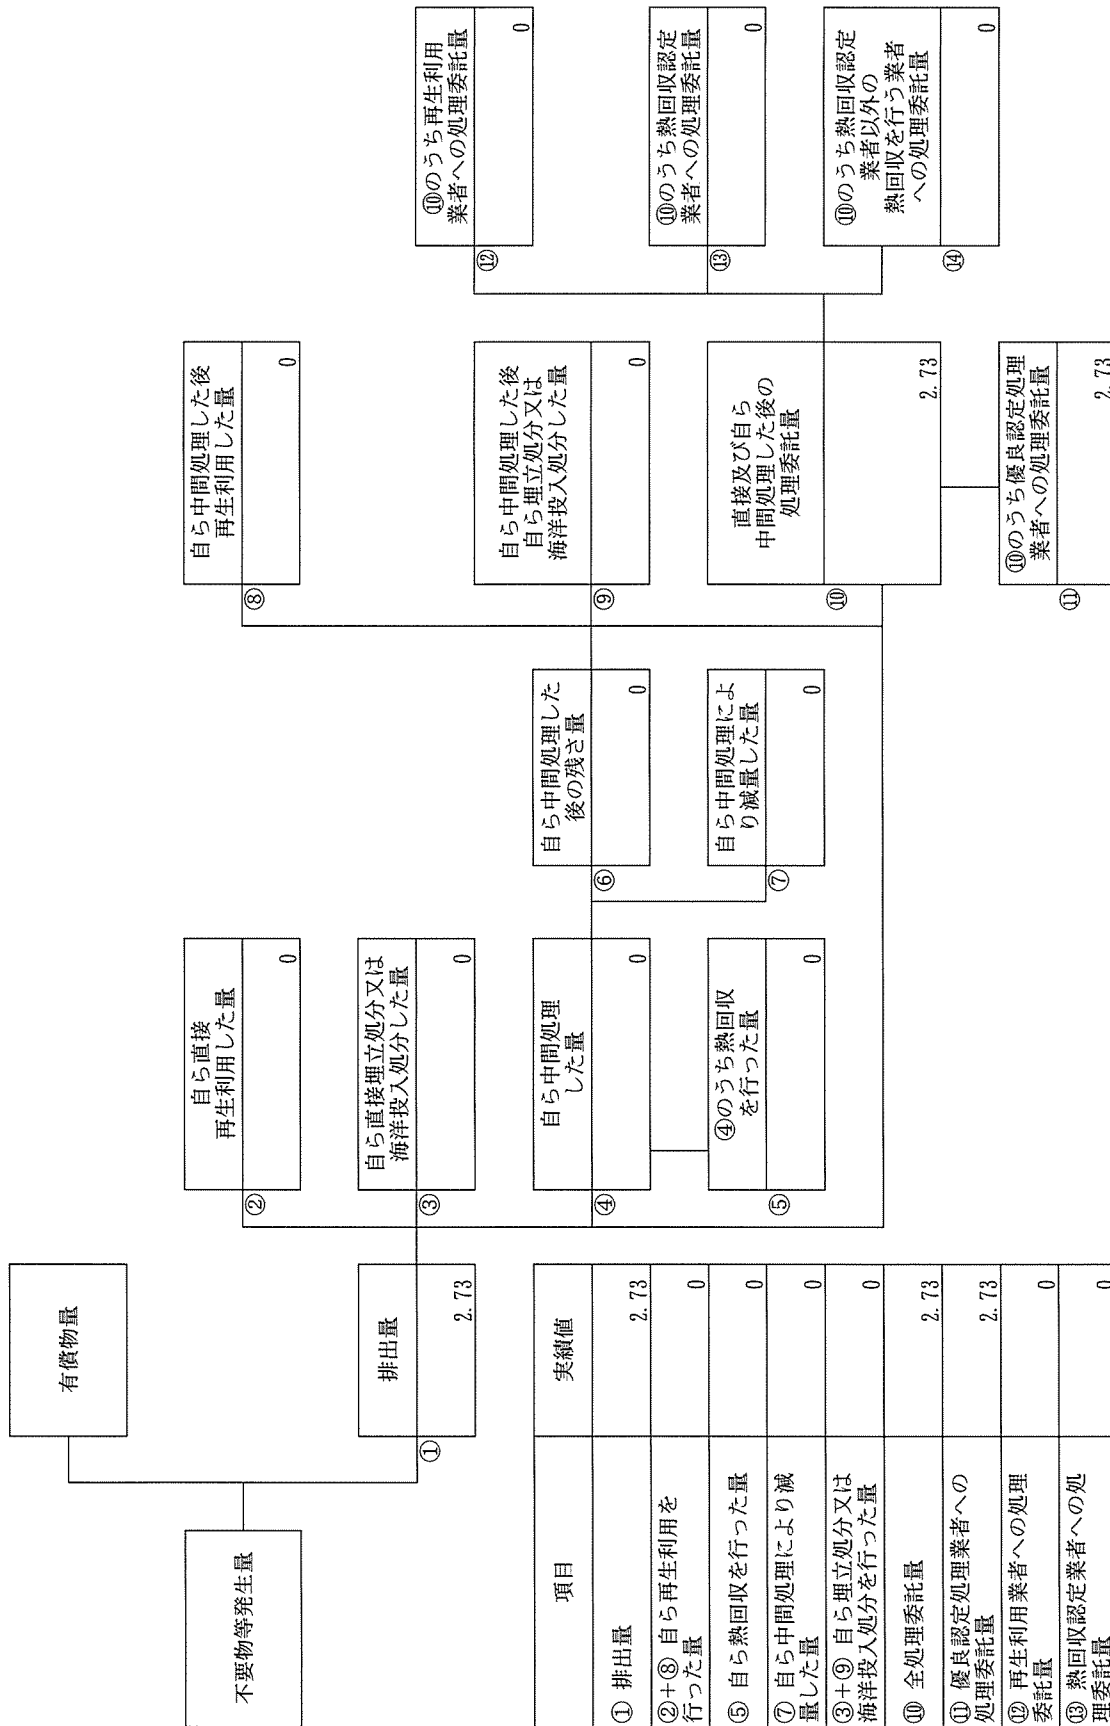 不要物等発生量
有償物量
①
排出量
2.73
②
自ら直接
再生利用した量
0
③
自ら直接埋立処分又は
海洋投入処分した量
0
④
自ら中間処理
した量
0
⑤
④のうち熱回収
を行った量
0
⑥
自ら中間処理した
後の残さ量
0
⑦
自ら中間処理によ
り減量した量
0
⑧
自ら中間処理した後
再生利用した量
0
⑨
自ら中間処理した後
自ら埋立処分又は
海洋投入処分した量
0
⑩
直接及び自ら
中間処理した後の
処理委託量
2.73
⑪
⑩のうち優良認定処理
業者への処理委託量
2.73
⑫
⑩のうち再生利用
業者への処理委託量
0
⑬
⑩のうち熱回収認定
業者への処理委託量
0
⑭
⑩のうち熱回収認定
業者以外の
熱回収を行う業者
への処理委託量
0
項目 実績値
① 排出量 2.73
②+⑧ 自ら再生利用を
行った量 0
⑤ 自ら熱回収を行った量 0
⑦ 自ら中間処理により減
量した量 0
③+⑨ 自ら埋立処分又は
海洋投入処分を行った量 0
⑩ 全処理委託量 2.73
⑪ 優良認定処理業者への
処理委託量 2.73
⑫ 再生利用業者への処理
委託量 0
⑬ 熱回収認定業者への処
理委託量 0